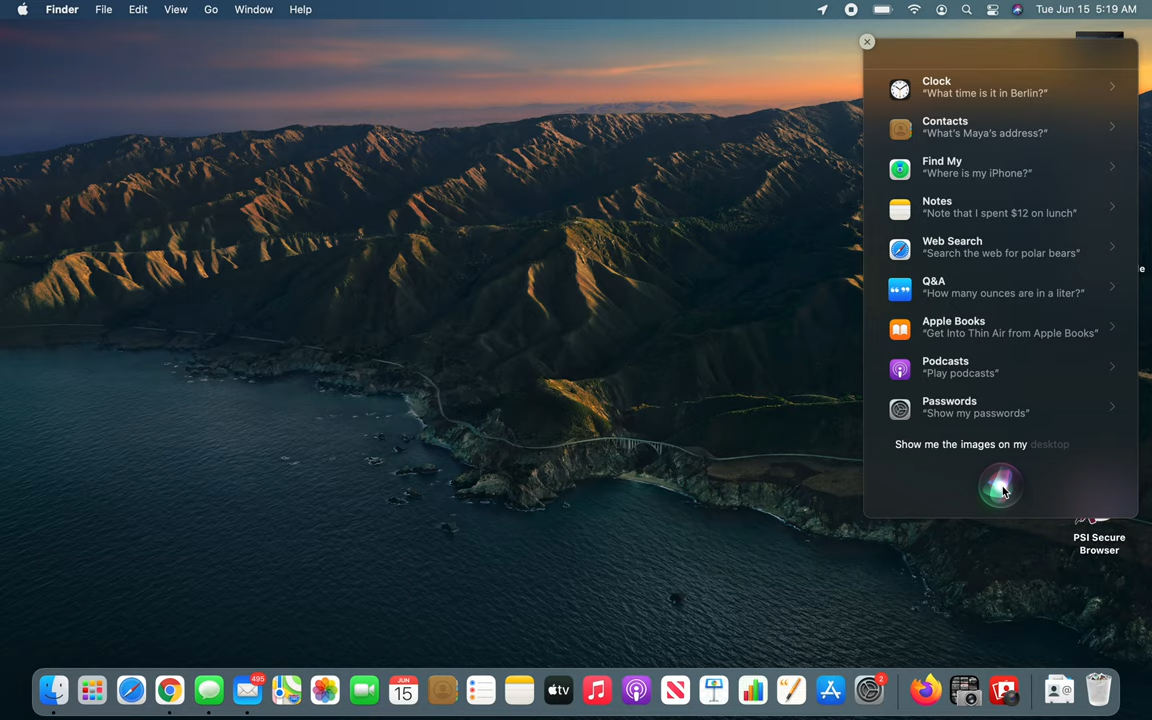 Finder File Edit View Go Window Help Tue Jun 15 5:19 AM
Clock
"What time is it in Berlin?"
Contacts
"What's Maya's address?"
Find My
"Where is my iPhone?"
Notes
"Note that I spent $12 on lunch"
Web Search
"Search the web for polar bears"
Q&A
"How many ounces are in a liter?"
Apple Books
"Get Into Thin Air from Apple Books"
Podcasts
"Play podcasts"
Passwords
"Show my passwords"
Show me the images on my desktop
PSI Secure
Browser
495
JUN
15
tv
2